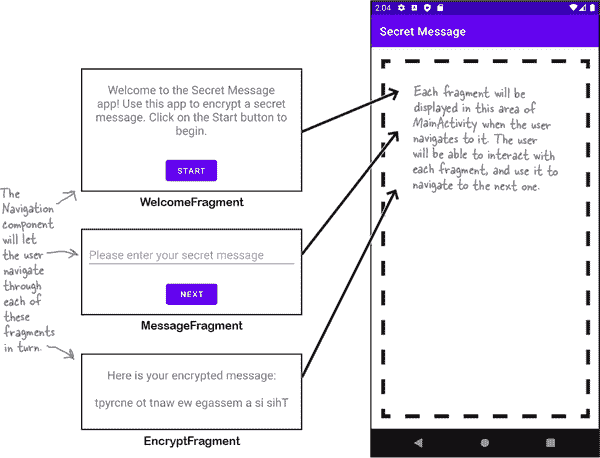 2:04
Secret Message
Welcome to the Secret Message
app! Use this app to encrypt a secret
message. Click on the Start button to
begin.
START
WelcomeFragment
Each fragment will be
displayed in this area of
MainActivity when the user
navigates to it. The user
will be able to interact with
each fragment, and use it to
navigate to the next one.
The
Navigation
component
will let
the user
navigate
through
each of
these
fragments
in turn.
Please enter your secret message
NEXT
MessageFragment
Here is your encrypted message:
tpyrcne ot tnaw ew egassem a si sihT
EncryptFragment